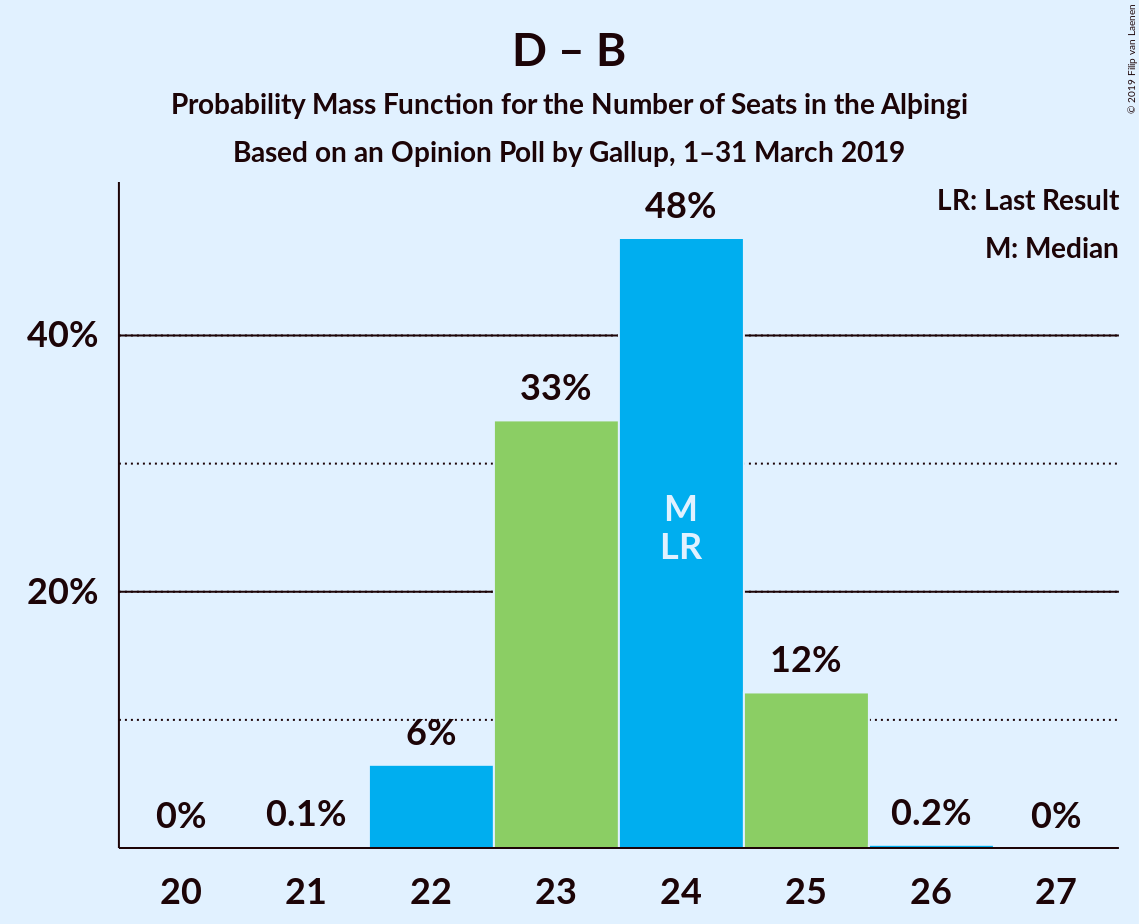 D – B
Probability Mass Function for the Number of Seats in the Alþingi
Based on an Opinion Poll by Gallup, 1–31 March 2019
© 2019 Filip van Laenen
LR: Last Result
M: Median
48%
40%
33%
M
LR
20%
12%
6%
0%
0.1%
0.2%
0%
20
21
22
23
24
25
26
27